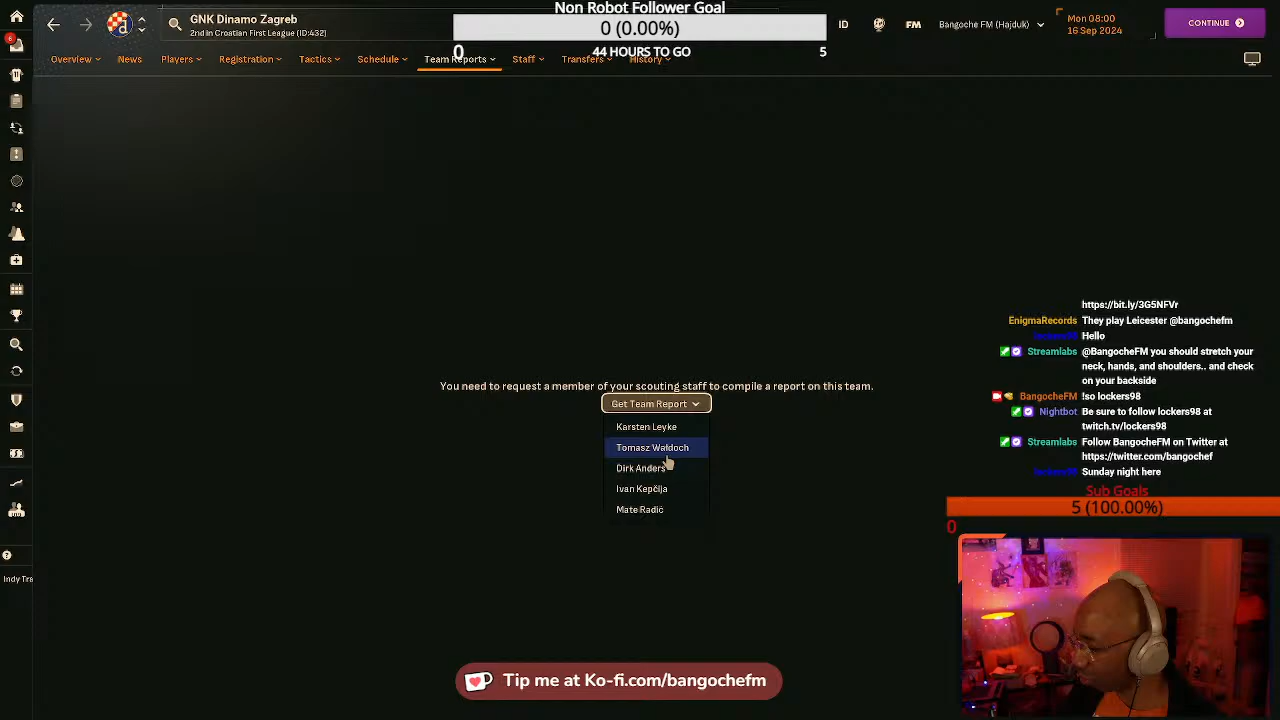 Non Robot Follower Goal
GNK Dinamo Zagreb
2nd in Croatian First League (ID:432)
0 (0.00%)
ID
FM
Bangoche FM (Hajduk)
Mon 08:00
16 Sep 2024
CONTINUE
6
0
44 HOURS TO GO
5
Overview
News
Players
Registration
Tactics
Schedule
Team Reports
Staff
Transfers
History
You need to request a member of your scouting staff to compile a report on this team.
Get Team Report
Karsten Leyke
Tomasz Wałdoch
Dirk Anders
Ivan Kepčija
Mate Radić
https://bit.ly/3G5NFVr
EnigmaRecords They play Leicester @bangochefm
lockers98 Hello
Streamlabs @BangocheFM you should stretch your
neck, hands, and shoulders.. and check
on your backside
BangocheFM !so lockers98
Nightbot Be sure to follow lockers98 at
twitch.tv/lockers98
Streamlabs Follow BangocheFM on Twitter at
https://twitter.com/bangochef
lockers98 Sunday night here
Sub Goals
5 (100.00%)
0
Indy Tra
Tip me at Ko-fi.com/bangochefm